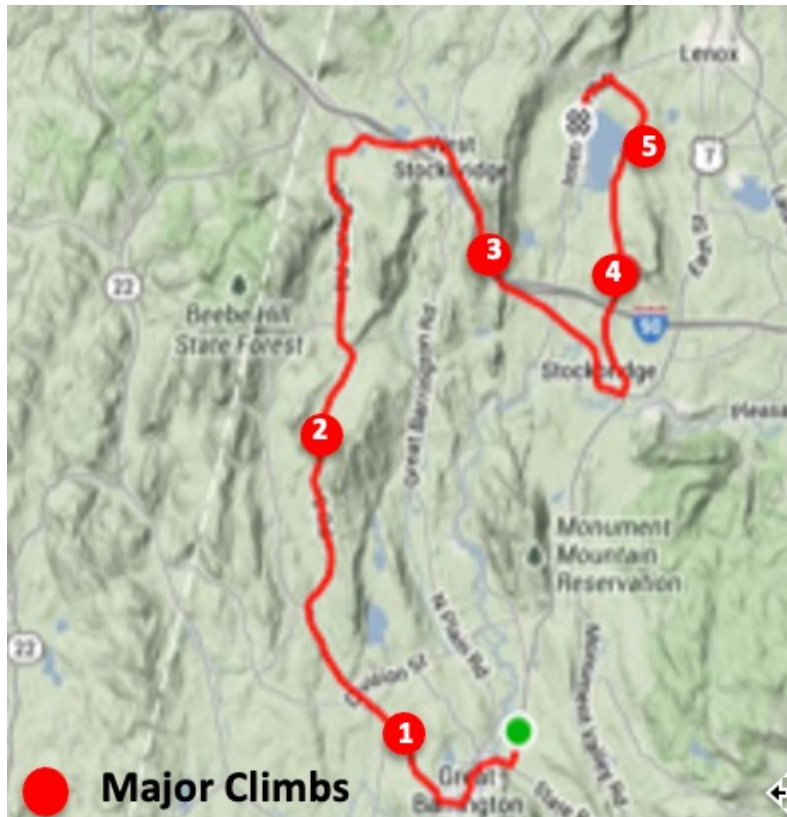 Lenox
7
West
Stockbridge
5
3
22
4
Beebe Hill
State Forest
90
Great Barrington Rd
Stockbridge
2
Monument
Mountain
Reservation
N Plain Rd
22
Division St
1
Great
Barrington
Major Climbs